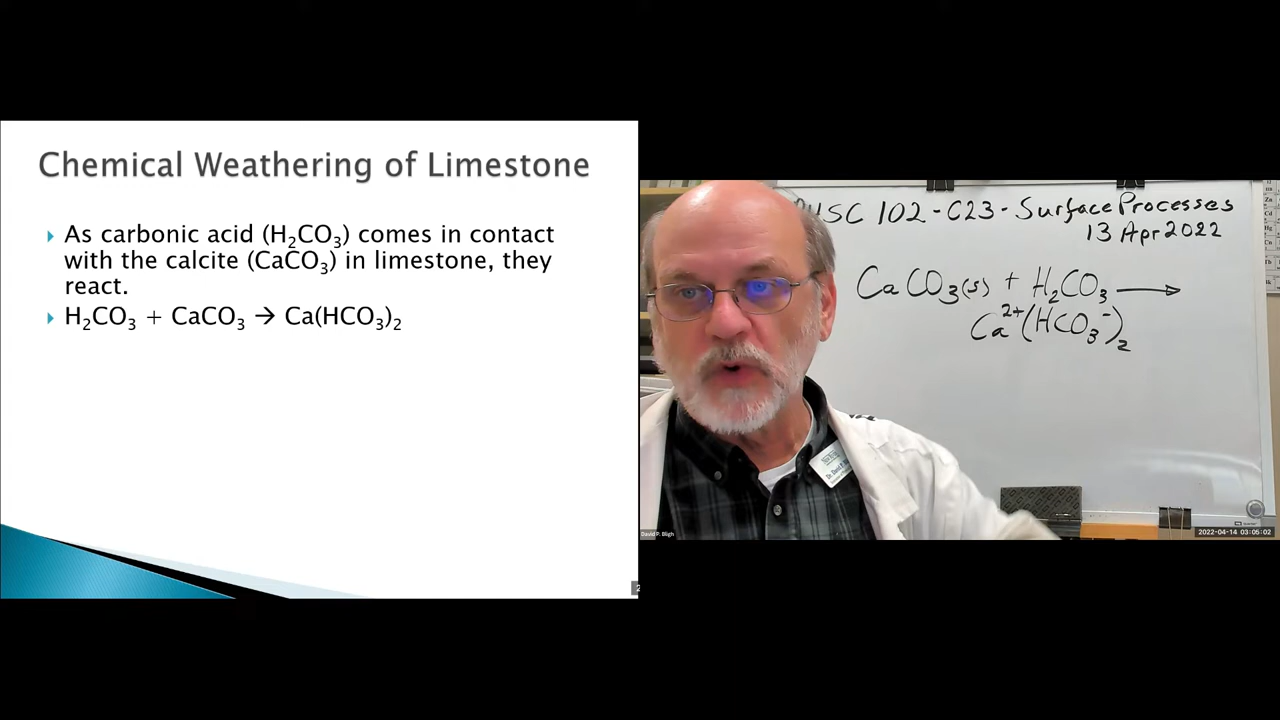 Chemical Weathering of Limestone
As carbonic acid (H₂CO₃) comes in contact
with the calcite (CaCO₃) in limestone, they
react.
H₂CO₃ + CaCO₃ → Ca(HCO₃)₂
SC 102 - C23 - Surface Processes
13 Apr 2022
CaCO₃(s) + H₂CO₃ →
Ca²⁺(HCO₃⁻)₂
David P. Bligh
2022-04-14 03:05:02